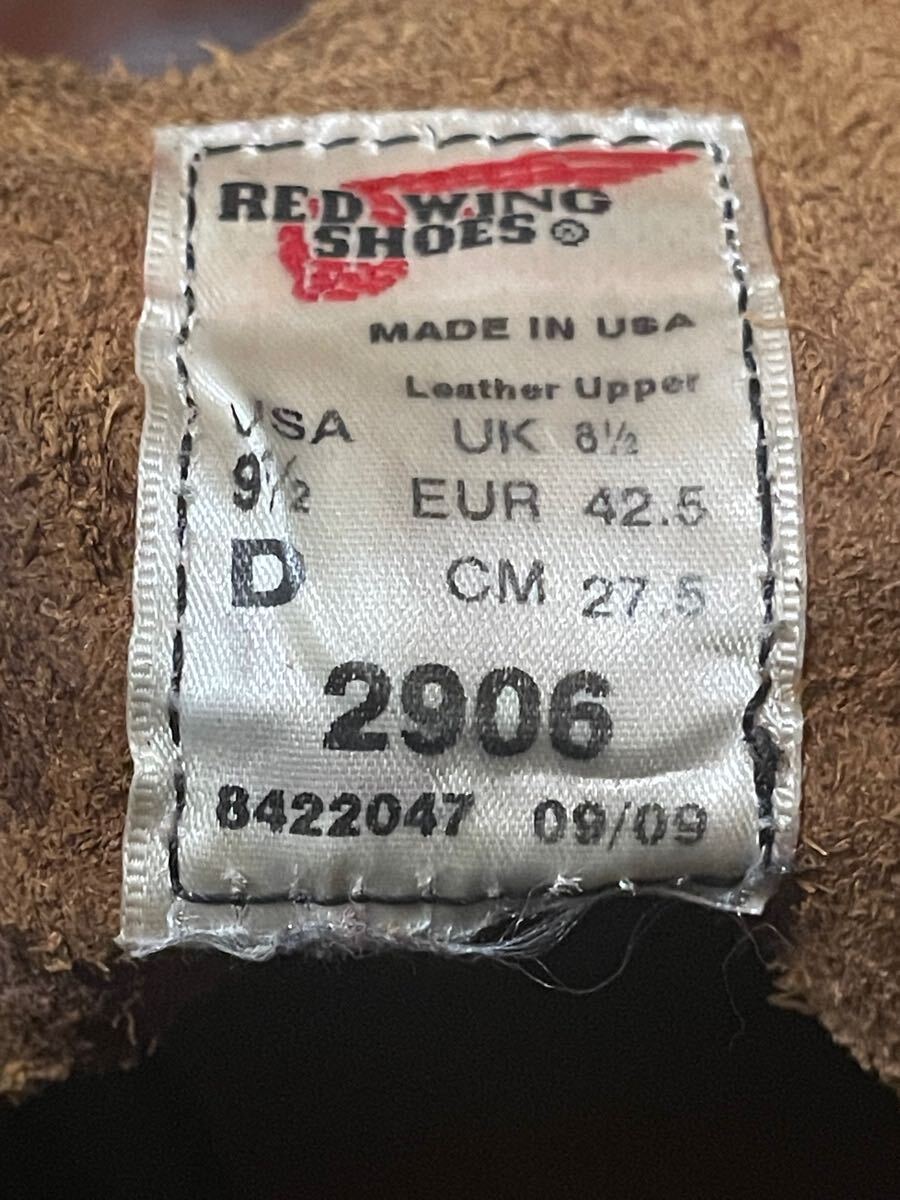 RED WING
SHOES®
MADE IN USA
Leather Upper
USA UK 8½
9½ EUR 42.5
D CM 27.5
2906
8422047 09/09